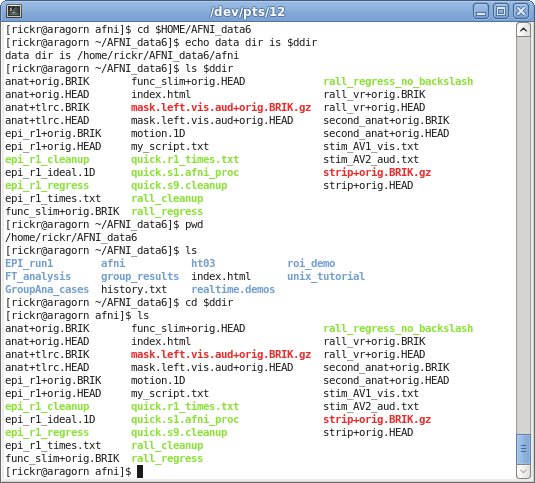 /dev/pts/12
[rickr@aragorn afni]$ cd $HOME/AFNI_data6
[rickr@aragorn ~/AFNI_data6]$ echo data dir is $ddir
data dir is /home/rickr/AFNI_data6/afni
[rickr@aragorn ~/AFNI_data6]$ ls $ddir
anat+orig.BRIK func_slim+orig.HEAD rall_regress_no_backslash
anat+orig.HEAD index.html rall_vr+orig.BRIK
anat+tlrc.BRIK mask.left.vis.aud+orig.BRIK.gz rall_vr+orig.HEAD
anat+tlrc.HEAD mask.left.vis.aud+orig.HEAD second_anat+orig.BRIK
epi_r1+orig.BRIK motion.1D second_anat+orig.HEAD
epi_r1+orig.HEAD my_script.txt stim_AV1_vis.txt
epi_r1_cleanup quick.r1_times.txt stim_AV2_aud.txt
epi_r1_ideal.1D quick.s1.afni_proc strip+orig.BRIK.gz
epi_r1_regress quick.s9.cleanup strip+orig.HEAD
epi_r1_times.txt rall_cleanup
func_slim+orig.BRIK rall_regress
[rickr@aragorn ~/AFNI_data6]$ pwd
/home/rickr/AFNI_data6
[rickr@aragorn ~/AFNI_data6]$ ls
EPI_run1 afni ht03 roi_demo
FT_analysis group_results index.html unix_tutorial
GroupAna_cases history.txt realtime.demos
[rickr@aragorn ~/AFNI_data6]$ cd $ddir
[rickr@aragorn afni]$ ls
anat+orig.BRIK func_slim+orig.HEAD rall_regress_no_backslash
anat+orig.HEAD index.html rall_vr+orig.BRIK
anat+tlrc.BRIK mask.left.vis.aud+orig.BRIK.gz rall_vr+orig.HEAD
anat+tlrc.HEAD mask.left.vis.aud+orig.HEAD second_anat+orig.BRIK
epi_r1+orig.BRIK motion.1D second_anat+orig.HEAD
epi_r1+orig.HEAD my_script.txt stim_AV1_vis.txt
epi_r1_cleanup quick.r1_times.txt stim_AV2_aud.txt
epi_r1_ideal.1D quick.s1.afni_proc strip+orig.BRIK.gz
epi_r1_regress quick.s9.cleanup strip+orig.HEAD
epi_r1_times.txt rall_cleanup
func_slim+orig.BRIK rall_regress
[rickr@aragorn afni]$